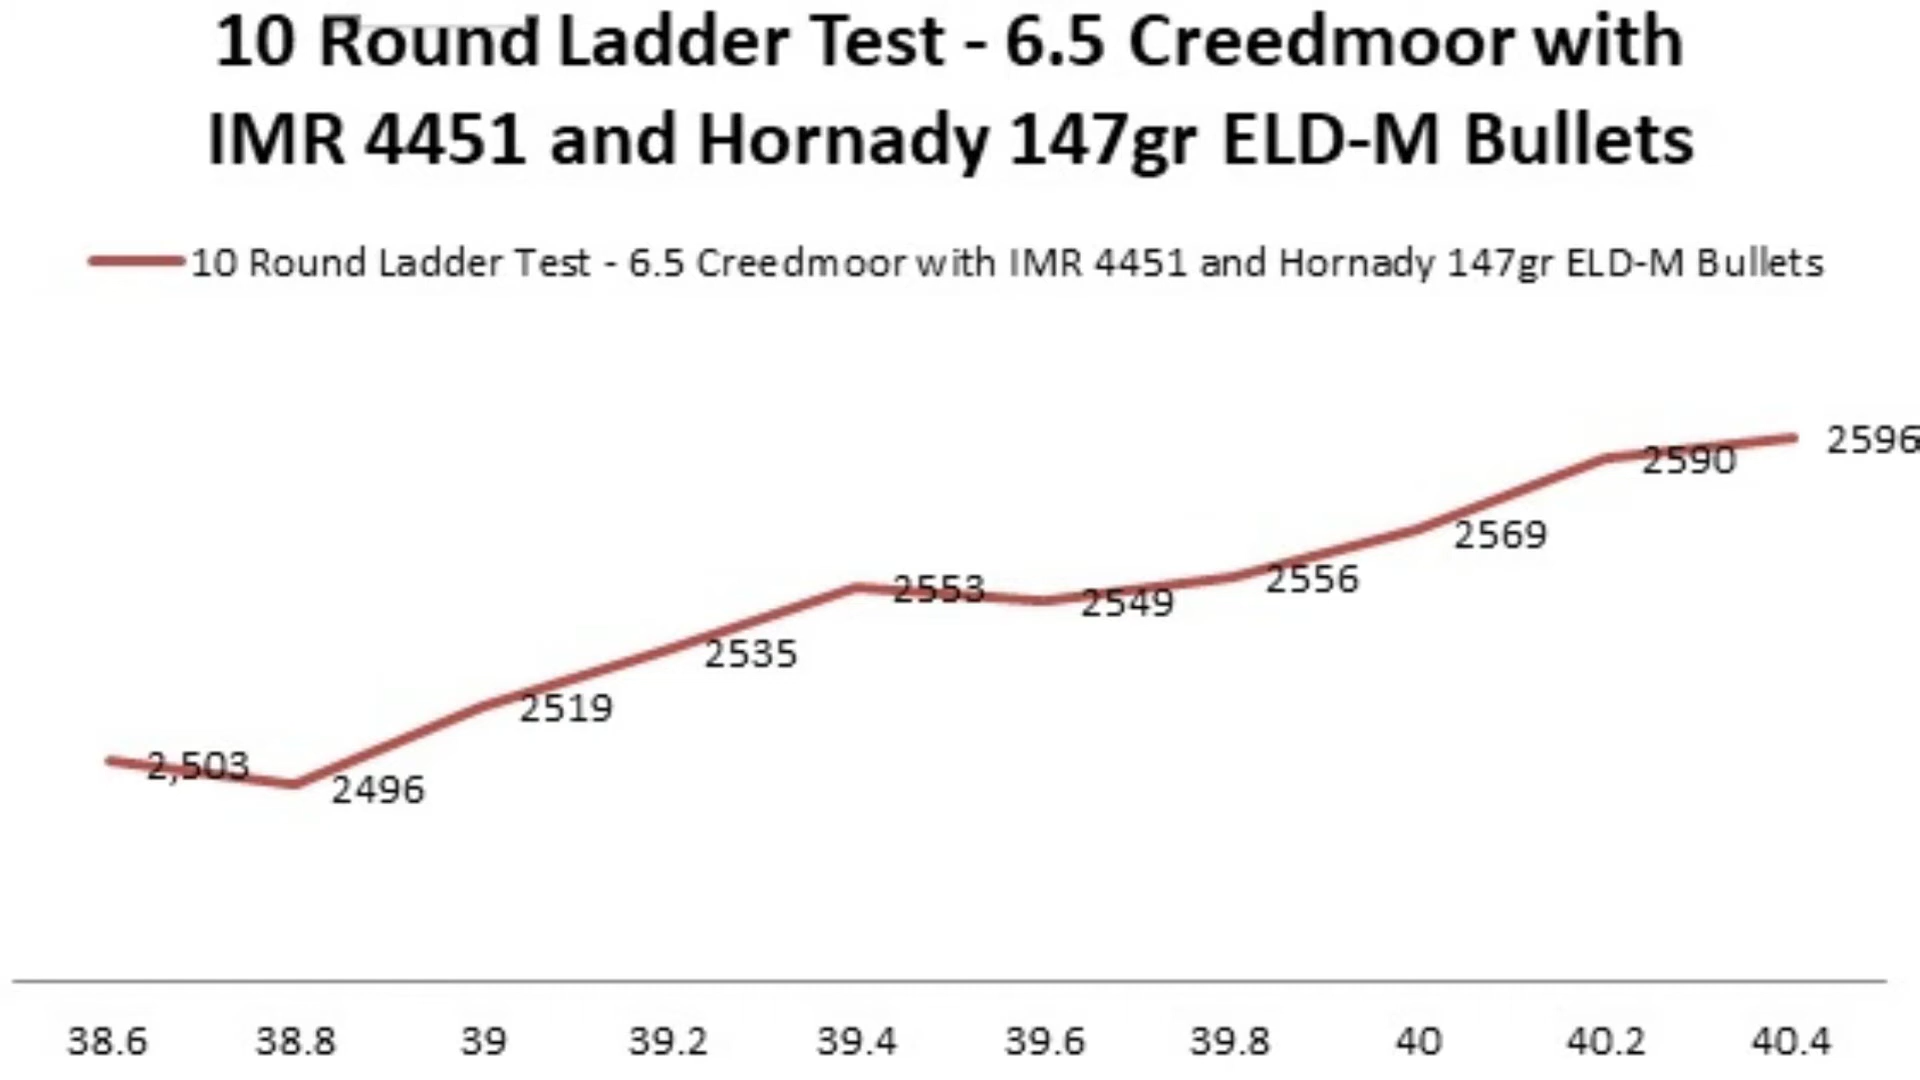 10 Round Ladder Test - 6.5 Creedmoor with
IMR 4451 and Hornady 147gr ELD-M Bullets
10 Round Ladder Test - 6.5 Creedmoor with IMR 4451 and Hornady 147gr ELD-M Bullets
2596
2590
2569
2556
2553
2549
2535
2519
2,503
2496
38.6 38.8 39 39.2 39.4 39.6 39.8 40 40.2 40.4